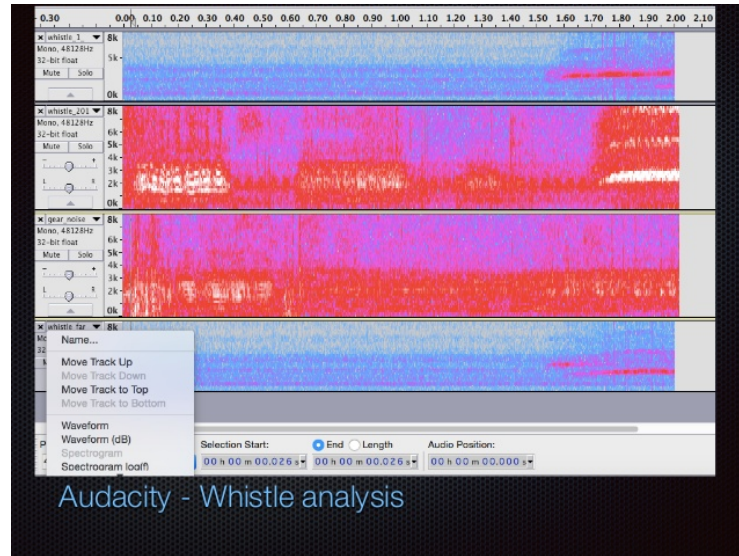 - 0.30 0.00 0.10 0.20 0.30 0.40 0.50 0.60 0.70 0.80 0.90 1.00 1.10 1.20 1.30 1.40 1.50 1.60 1.70 1.80 1.90 2.00 2.10
× whistle_1 ▼ 8k
Mono, 48128Hz
32-bit float 5k-
Mute Solo
0k
× whistle_201 ▼ 8k
Mono, 48128Hz
32-bit float 6k-
Mute Solo 5k-
4k-
- + 3k-
L R 2k-
0k
× gear_noise ▼ 8k
Mono, 48128Hz
32-bit float 6k-
Mute Solo 5k-
4k-
- + 3k-
L R 2k-
0k
× whistle_far ▼ 8k
Name...
Move Track Up
Move Track Down
Move Track to Top
Move Track to Bottom
Waveform
Waveform (dB)
Spectrogram
Spectrogram log(f)
Selection Start: End Length Audio Position:
00 h 00 m 00.026 s 00 h 00 m 00.026 s 00 h 00 m 00.000 s
Audacity - Whistle analysis